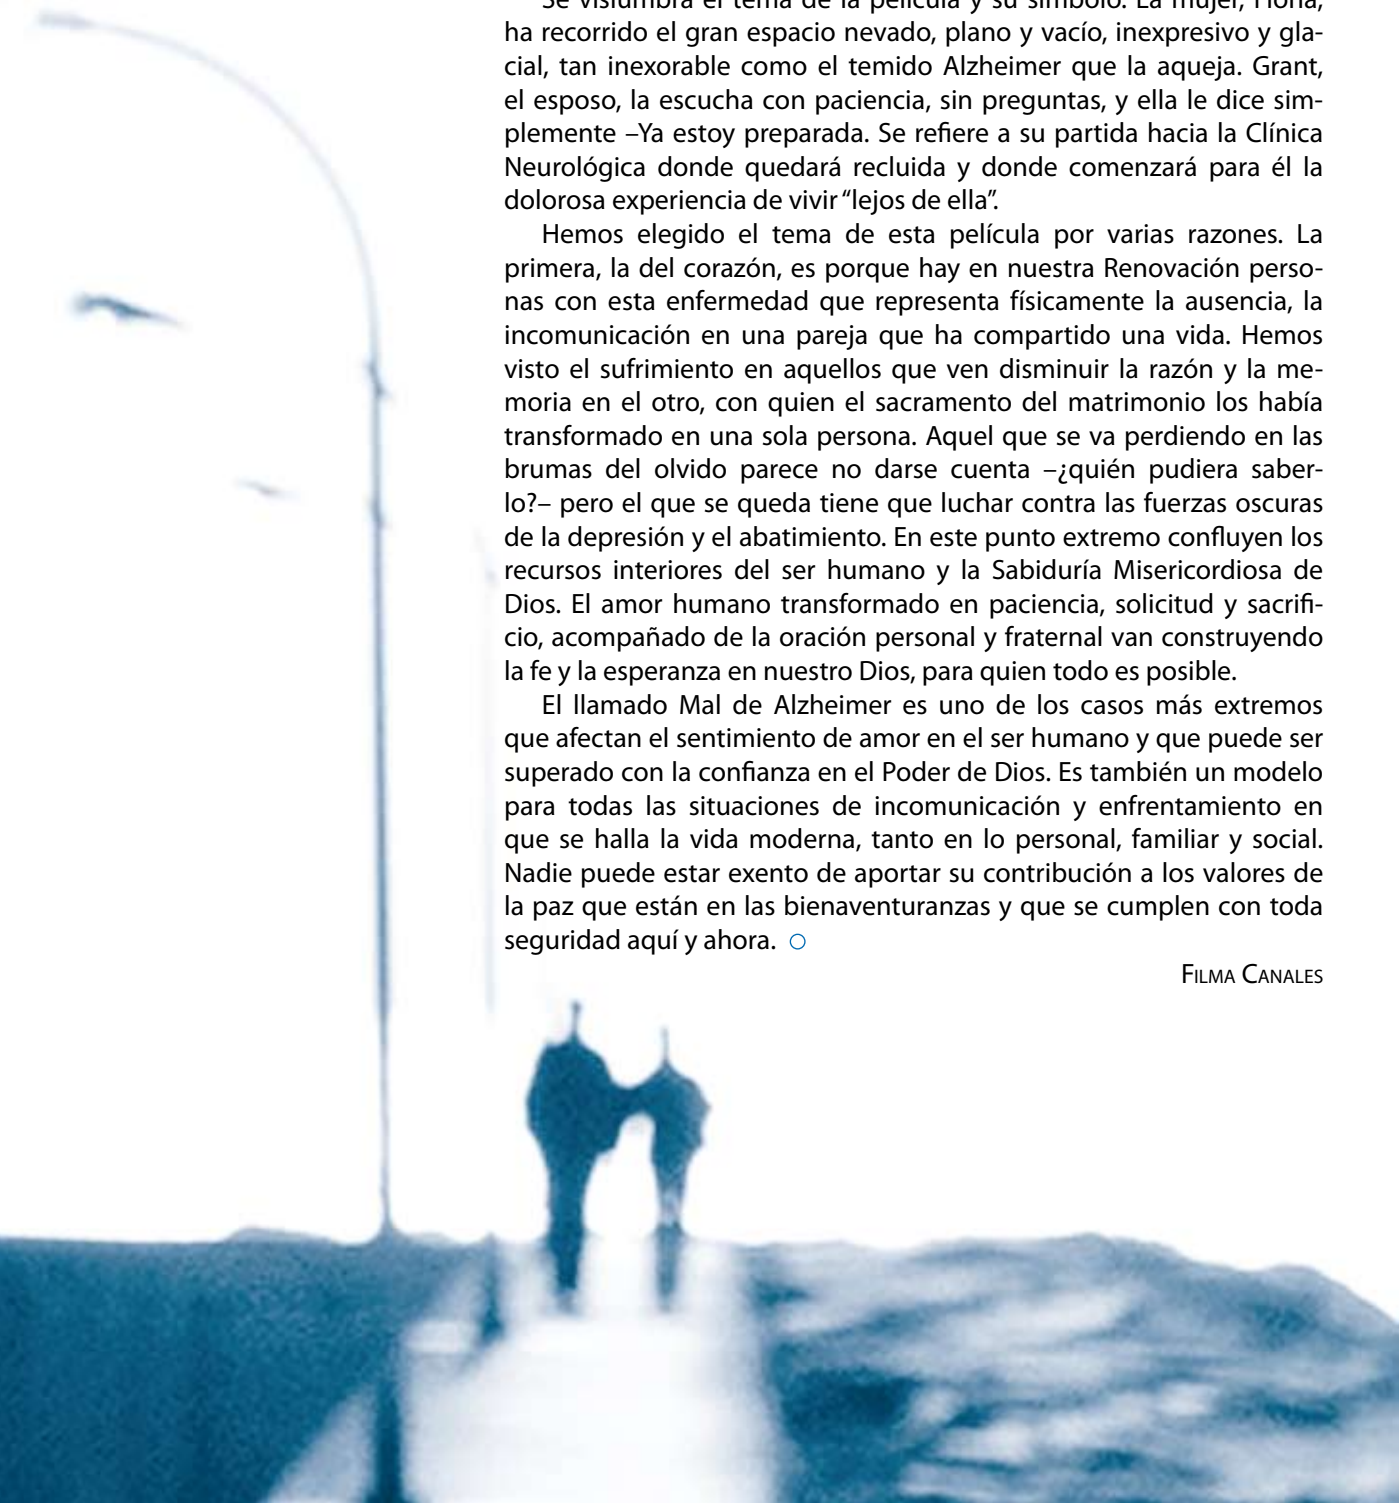 Se vislumbra el tema de la película y su símbolo. La mujer, Fiona,
ha recorrido el gran espacio nevado, plano y vacío, inexpresivo y gla-
cial, tan inexorable como el temido Alzheimer que la aqueja. Grant,
el esposo, la escucha con paciencia, sin preguntas, y ella le dice sim-
plemente –Ya estoy preparada. Se refiere a su partida hacia la Clínica
Neurológica donde quedará recluida y donde comenzará para él la
dolorosa experiencia de vivir “lejos de ella”.
Hemos elegido el tema de esta película por varias razones. La
primera, la del corazón, es porque hay en nuestra Renovación perso-
nas con esta enfermedad que representa físicamente la ausencia, la
incomunicación en una pareja que ha compartido una vida. Hemos
visto el sufrimiento en aquellos que ven disminuir la razón y la me-
moria en el otro, con quien el sacramento del matrimonio los había
transformado en una sola persona. Aquel que se va perdiendo en las
brumas del olvido parece no darse cuenta –¿quién pudiera saber-
lo?– pero el que se queda tiene que luchar contra las fuerzas oscuras
de la depresión y el abatimiento. En este punto extremo confluyen los
recursos interiores del ser humano y la Sabiduría Misericordiosa de
Dios. El amor humano transformado en paciencia, solicitud y sacrifi-
cio, acompañado de la oración personal y fraternal van construyendo
la fe y la esperanza en nuestro Dios, para quien todo es posible.
El llamado Mal de Alzheimer es uno de los casos más extremos
que afectan el sentimiento de amor en el ser humano y que puede ser
superado con la confianza en el Poder de Dios. Es también un modelo
para todas las situaciones de incomunicación y enfrentamiento en
que se halla la vida moderna, tanto en lo personal, familiar y social.
Nadie puede estar exento de aportar su contribución a los valores de
la paz que están en las bienaventuranzas y que se cumplen con toda
seguridad aquí y ahora. ○
FILMA CANALES